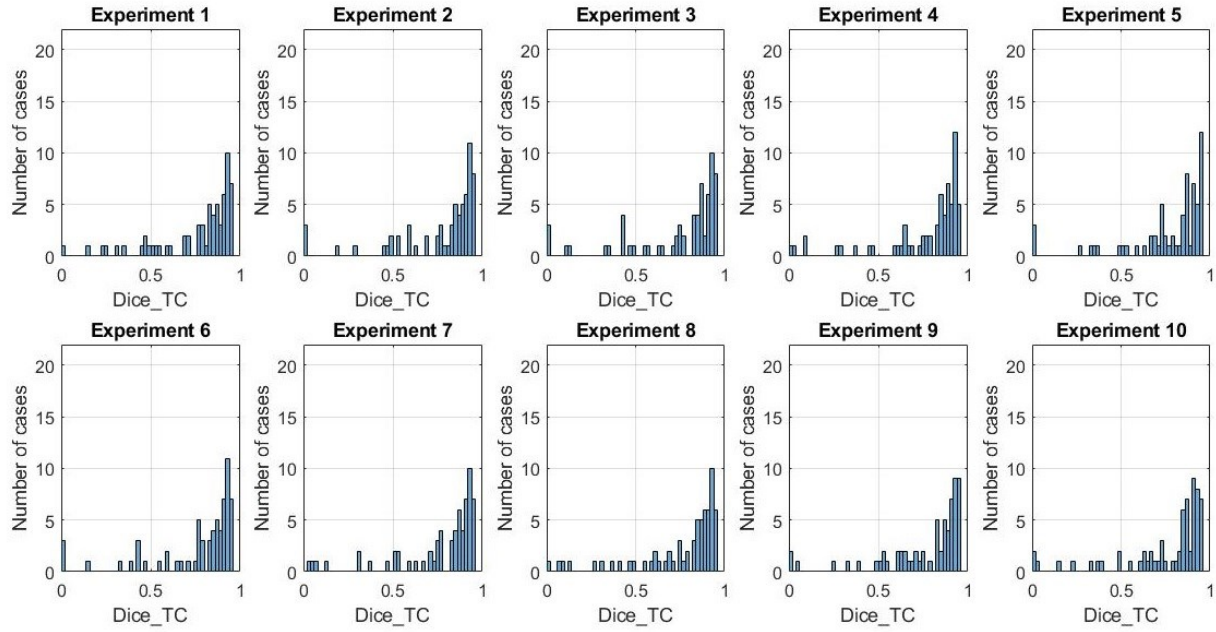 Experiment 1
20
15
10
5
0
Number of cases
0 0.5 1
Dice_TC
Experiment 2
20
15
10
5
0
Number of cases
0 0.5 1
Dice_TC
Experiment 3
20
15
10
5
0
Number of cases
0 0.5 1
Dice_TC
Experiment 4
20
15
10
5
0
Number of cases
0 0.5 1
Dice_TC
Experiment 5
20
15
10
5
0
Number of cases
0 0.5 1
Dice_TC
Experiment 6
20
15
10
5
0
Number of cases
0 0.5 1
Dice_TC
Experiment 7
20
15
10
5
0
Number of cases
0 0.5 1
Dice_TC
Experiment 8
20
15
10
5
0
Number of cases
0 0.5 1
Dice_TC
Experiment 9
20
15
10
5
0
Number of cases
0 0.5 1
Dice_TC
Experiment 10
20
15
10
5
0
Number of cases
0 0.5 1
Dice_TC